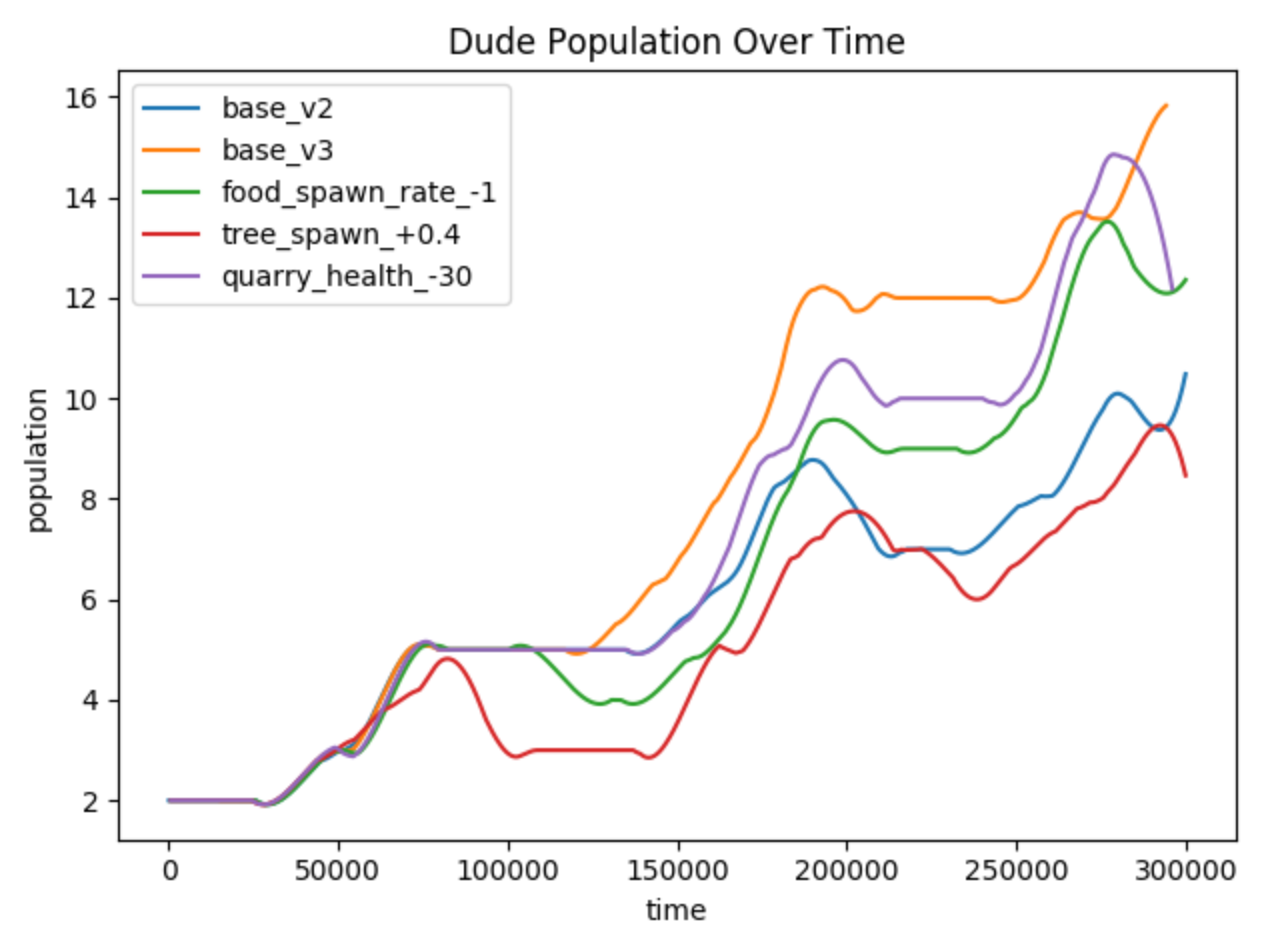 Dude Population Over Time
16
14
12
10
8
6
4
2
population
base_v2
base_v3
food_spawn_rate_-1
tree_spawn_+0.4
quarry_health_-30
0 50000 100000 150000 200000 250000 300000
time